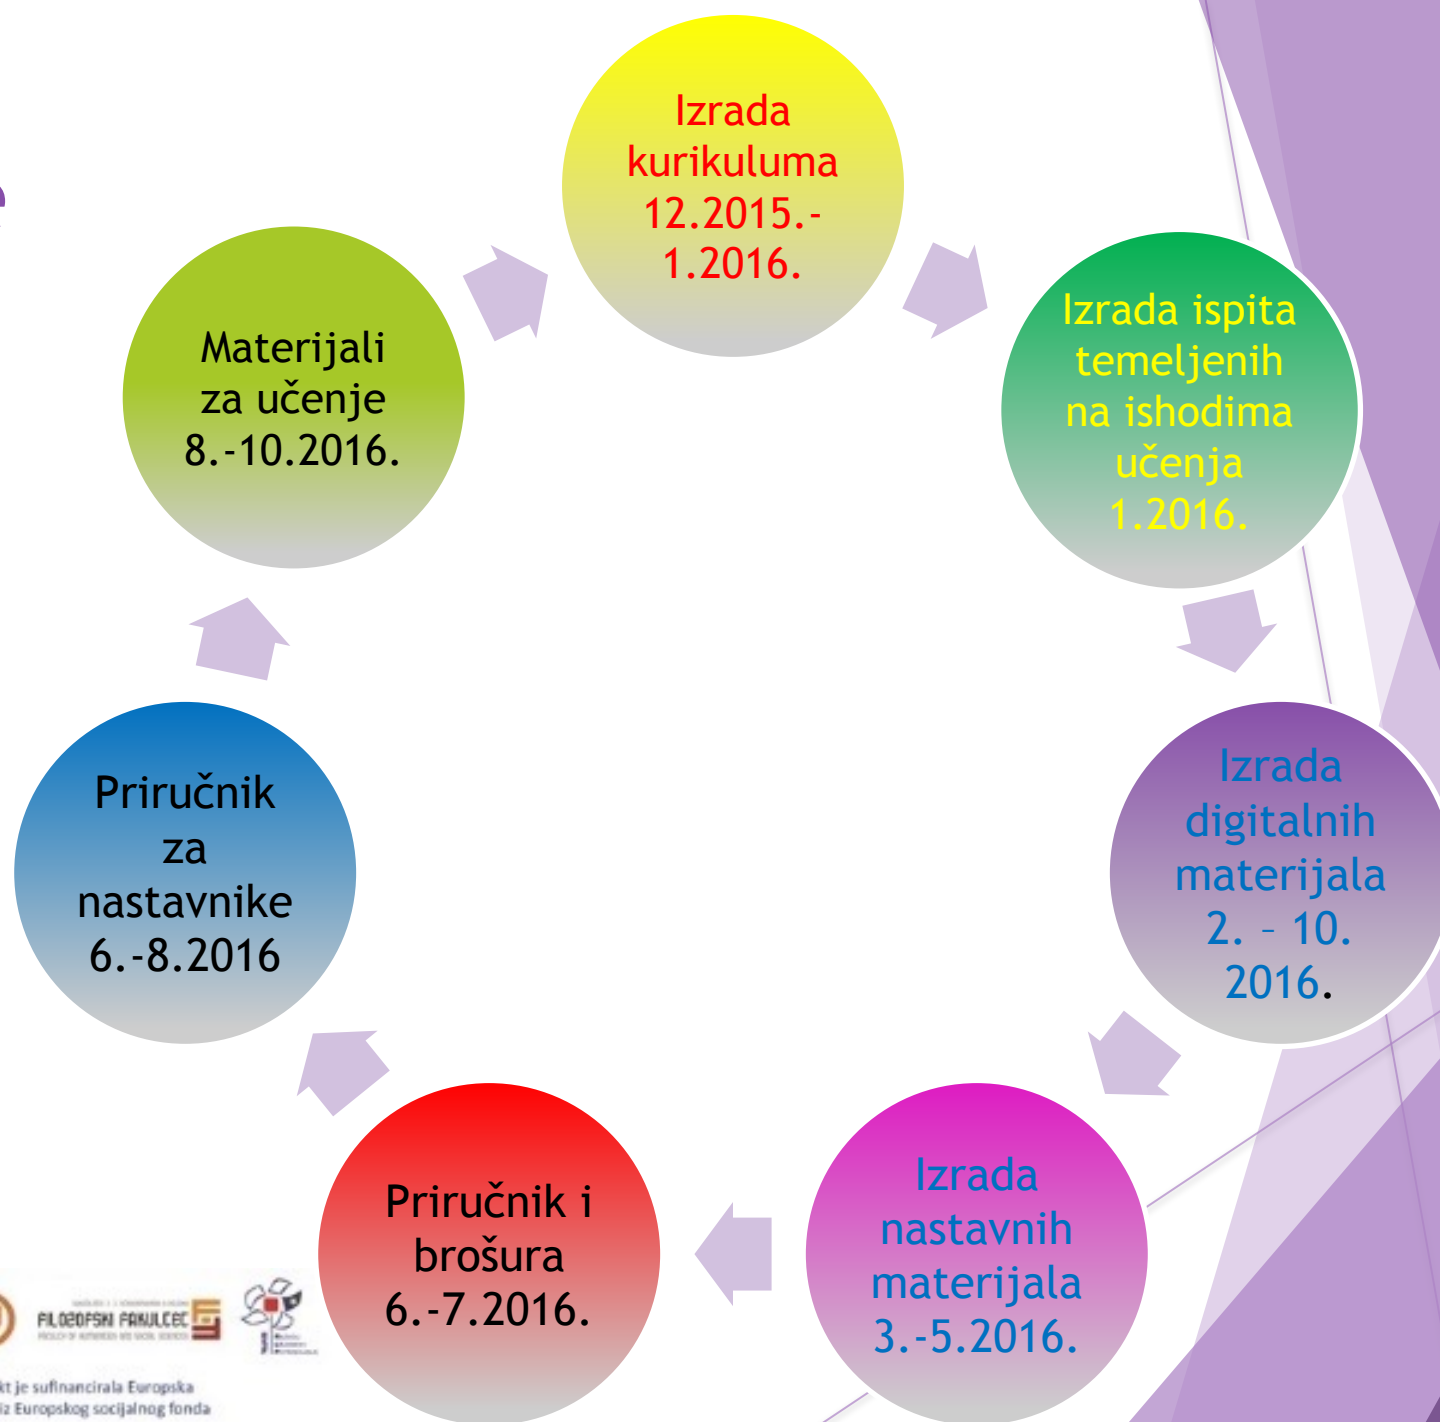 Izrada
kurikuluma
12.2015.-
1.2016.
Izrada ispita
temeljenih
na ishodima
učenja
1.2016.
Izrada
digitalnih
materijala
2. – 10.
2016.
Izrada
nastavnih
materijala
3.-5.2016.
Priručnik i
brošura
6.-7.2016.
Priručnik
za
nastavnike
6.-8.2016
Materijali
za učenje
8.-10.2016.
FILOZOFSKI FAKULTET
kt je sufinancirala Europska
iz Europskog socijalnog fonda